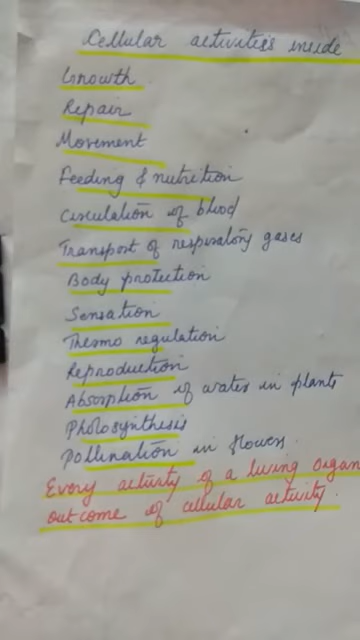 Cellular activities inside
Growth
Repair
Movement
Feeding & nutrition
Circulation of blood
Transport of respiratory gases
Body protection
Sensation
Thermo regulation
Reproduction
Absorption of water in plants
Photosynthesis
Pollination in flowers.
Every activity of a living organ
outcome of cellular activity.